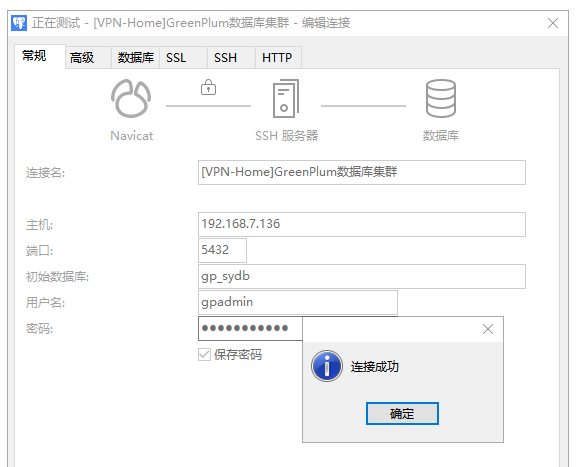 正在测试 - [VPN-Home]GreenPlum数据库集群 - 编辑连接
常规 高级 数据库 SSL SSH HTTP
Navicat SSH 服务器 数据库
连接名: [VPN-Home]GreenPlum数据库集群
主机: 192.168.7.136
端口: 5432
初始数据库: gp_sydb
用户名: gpadmin
密码: ●●●●●●●●●●●
保存密码
连接成功
确定